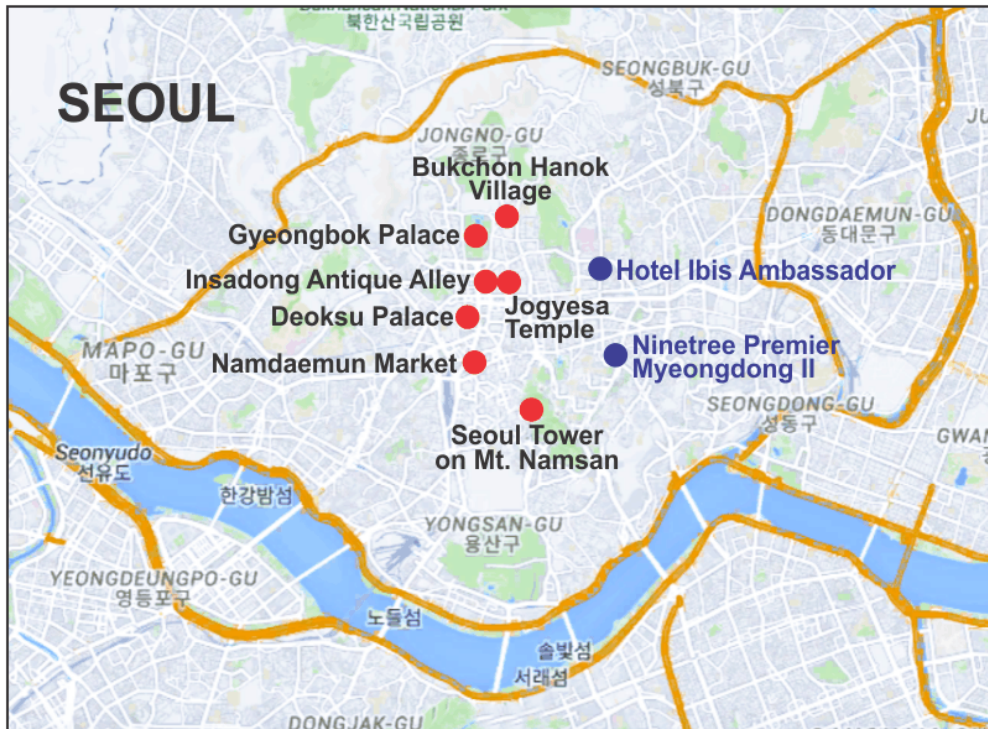 북한산국립공원
SEOUL
SEONGBUK-GU
성북구
JONGNO-GU
종로구
Bukchon Hanok
Village
DONGDAEMUN-GU
동대문구
Gyeongbok Palace
Hotel Ibis Ambassador
Insadong Antique Alley
Jogyesa
Temple
Deoksu Palace
MAPO-GU
마포구
Namdaemun Market
Ninetree Premier
Myeongdong II
SEONGDONG-GU
성동구
Seoul Tower
on Mt. Namsan
Seonyudo
선유도
한강밤섬
YONGSAN-GU
용산구
YEONGDEUNGPO-GU
영등포구
노들섬
솔빛섬
서래섬
DONGJAK-GU